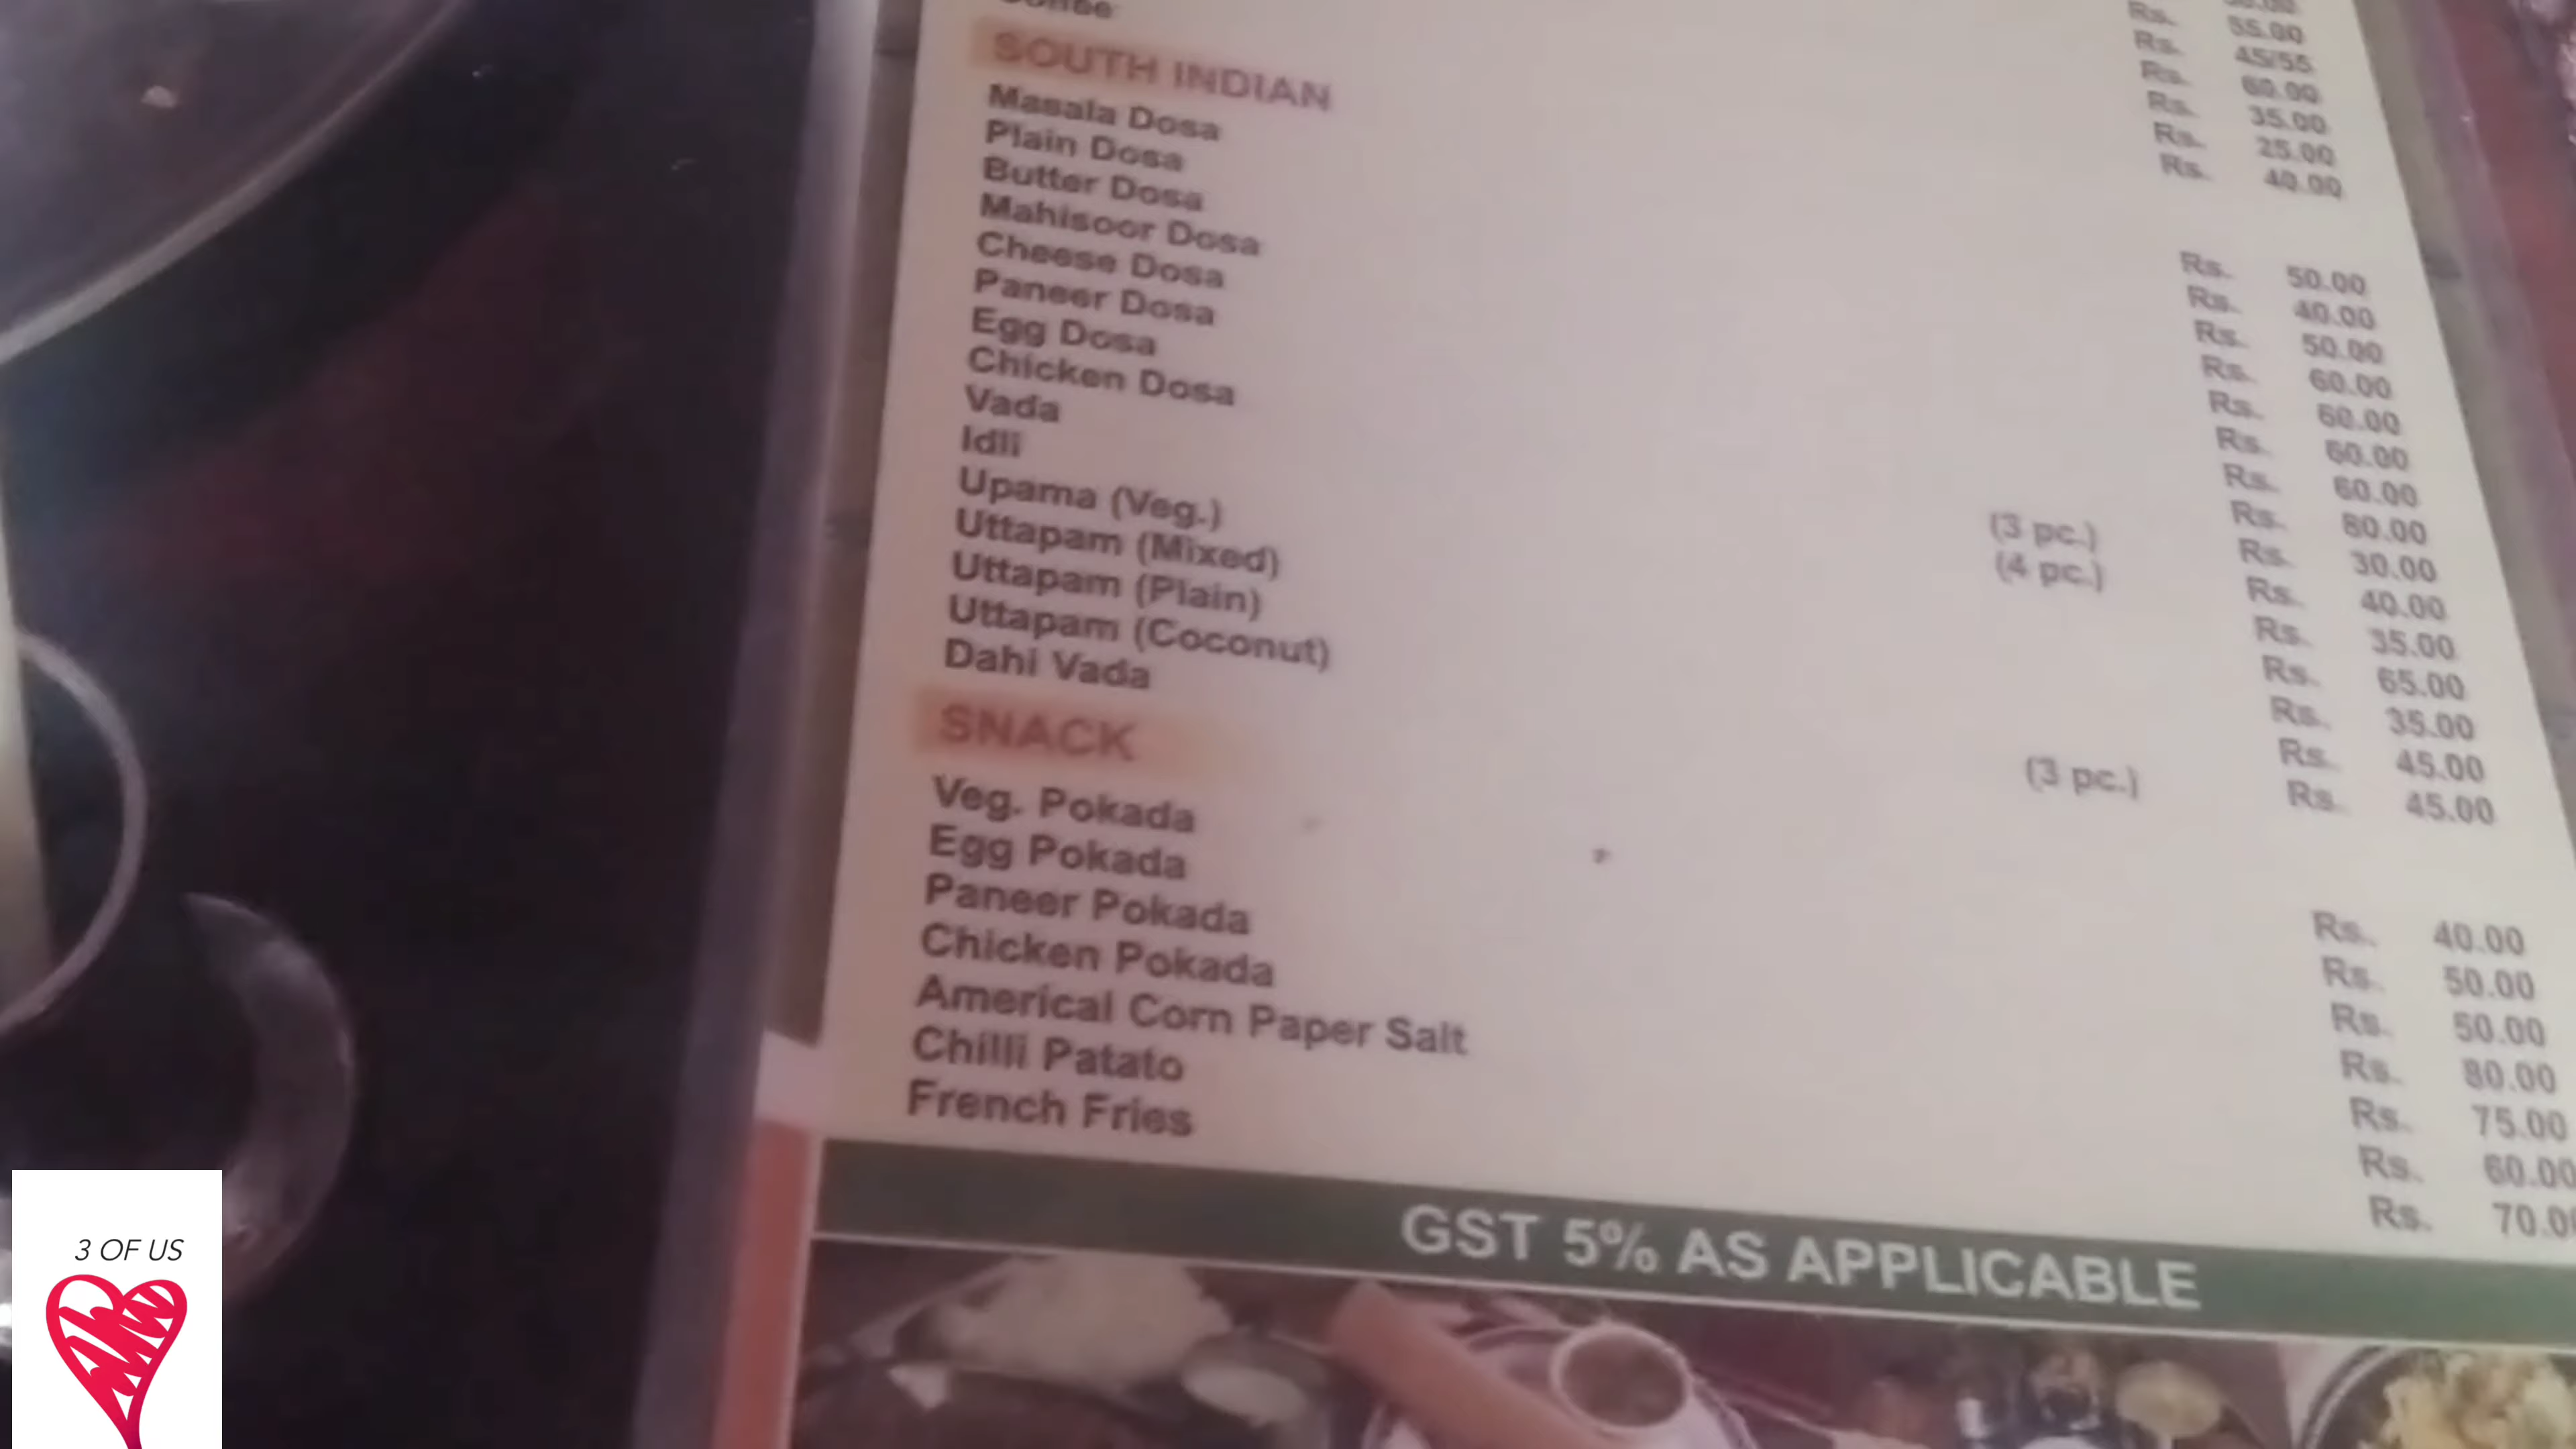 Rs. 55.00
Rs. 45/55
Rs. 60.00
Rs. 35.00
Rs. 25.00
Rs. 40.00
SOUTH INDIAN
Masala Dosa Rs. 50.00
Plain Dosa Rs. 40.00
Butter Dosa Rs. 50.00
Mahisoor Dosa Rs. 60.00
Cheese Dosa Rs. 60.00
Paneer Dosa Rs. 60.00
Egg Dosa Rs. 60.00
Chicken Dosa Rs. 80.00
Vada (3 pc.) Rs. 30.00
Idli (4 pc.) Rs. 40.00
Upama (Veg.) Rs. 35.00
Uttapam (Mixed) Rs. 65.00
Uttapam (Plain) Rs. 35.00
Uttapam (Coconut) Rs. 45.00
Dahi Vada (3 pc.) Rs. 45.00
SNACK
Veg. Pokada Rs. 40.00
Egg Pokada Rs. 50.00
Paneer Pokada Rs. 50.00
Chicken Pokada Rs. 80.00
Americal Corn Paper Salt Rs. 75.00
Chilli Patato Rs. 60.00
French Fries Rs. 70.0
GST 5% AS APPLICABLE
3 OF US